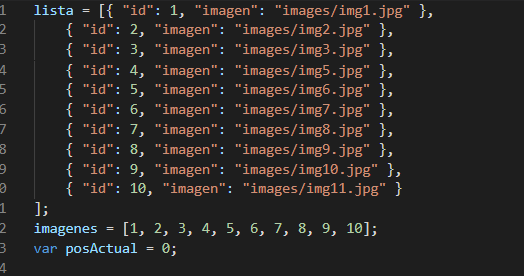 1 lista = [{ "id": 1, "imagen": "images/img1.jpg" },
2 { "id": 2, "imagen": "images/img2.jpg" },
3 { "id": 3, "imagen": "images/img3.jpg" },
4 { "id": 4, "imagen": "images/img5.jpg" },
5 { "id": 5, "imagen": "images/img6.jpg" },
6 { "id": 6, "imagen": "images/img7.jpg" },
7 { "id": 7, "imagen": "images/img8.jpg" },
8 { "id": 8, "imagen": "images/img9.jpg" },
9 { "id": 9, "imagen": "images/img10.jpg" },
0 { "id": 10, "imagen": "images/img11.jpg" }
1 ];
2 imagenes = [1, 2, 3, 4, 5, 6, 7, 8, 9, 10];
3 var posActual = 0;
4